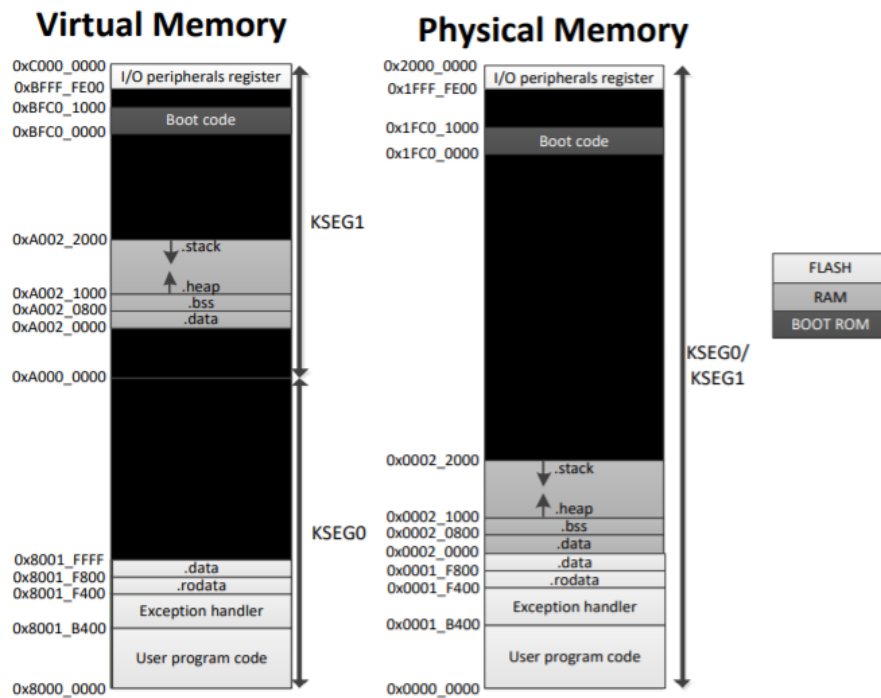 Virtual Memory
0xC000_0000
I/O peripherals register
0xBFFF_FE00
0xBFC0_1000
Boot code
0xBFC0_0000
KSEG1
0xA002_2000
.stack
.heap
0xA002_1000
.bss
0xA002_0800
.data
0xA002_0000
0xA000_0000
KSEG0
0x8001_FFFF
.data
0x8001_F800
.rodata
0x8001_F400
Exception handler
0x8001_B400
User program code
0x8000_0000
Physical Memory
0x2000_0000
I/O peripherals register
0x1FFF_FE00
0x1FC0_1000
Boot code
0x1FC0_0000
KSEG0/
KSEG1
0x0002_2000
.stack
.heap
0x0002_1000
.bss
0x0002_0800
.data
0x0002_0000
.data
0x0001_F800
.rodata
0x0001_F400
Exception handler
0x0001_B400
User program code
0x0000_0000
FLASH
RAM
BOOT ROM